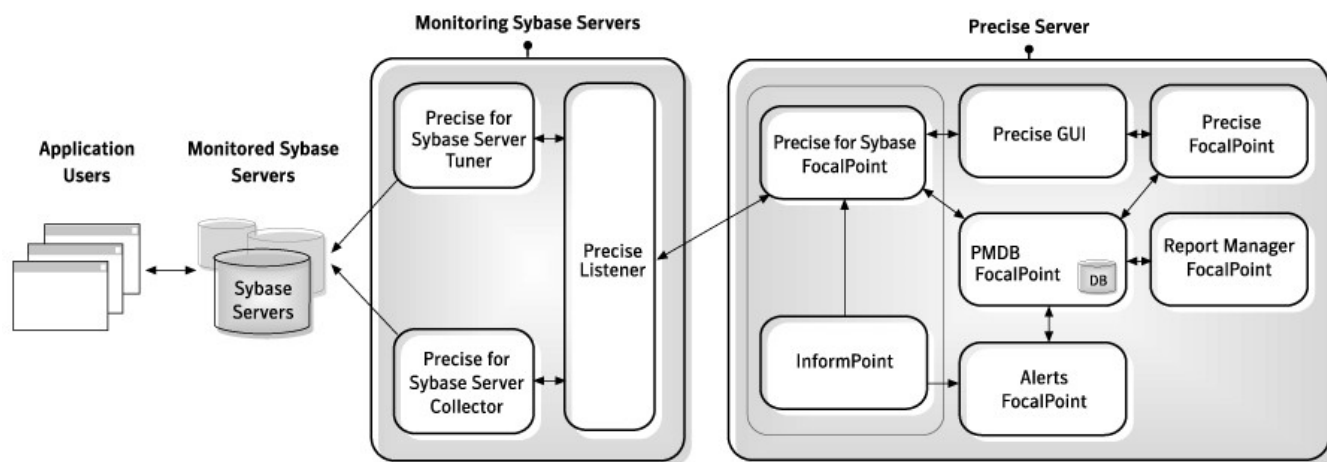 Monitoring Sybase Servers
Precise Server
Application
Users
Monitored Sybase
Servers
Sybase
Servers
Precise for
Sybase Server
Tuner
Precise for
Sybase Server
Collector
Precise
Listener
Precise for Sybase
FocalPoint
Precise GUI
Precise
FocalPoint
PMDB
FocalPoint
DB
Report Manager
FocalPoint
InformPoint
Alerts
FocalPoint